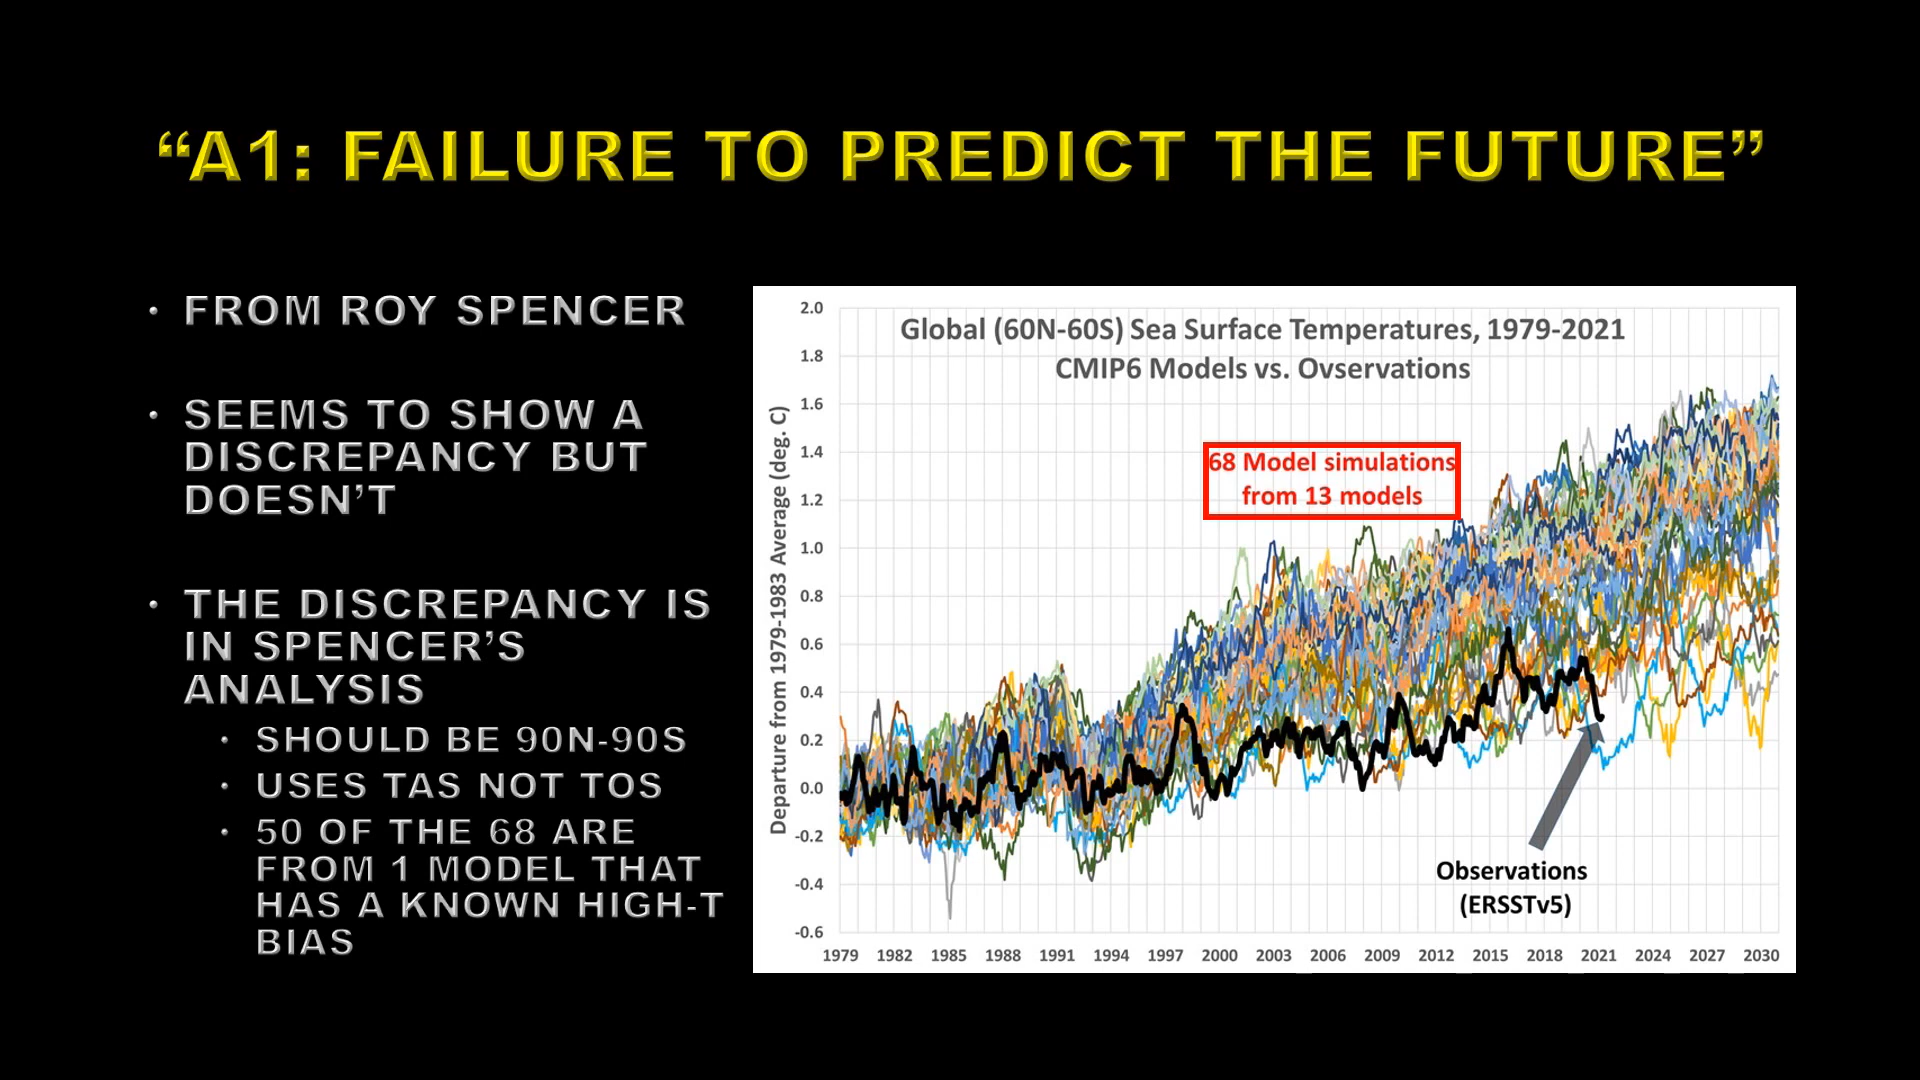 “A1: FAILURE TO PREDICT THE FUTURE”
• FROM ROY SPENCER
• SEEMS TO SHOW A
DISCREPANCY BUT
DOESN’T
• THE DISCREPANCY IS
IN SPENCER’S
ANALYSIS
• SHOULD BE 90N-90S
• USES TAS NOT TOS
• 50 OF THE 68 ARE
FROM 1 MODEL THAT
HAS A KNOWN HIGH-T
BIAS
Global (60N-60S) Sea Surface Temperatures, 1979-2021
CMIP6 Models vs. Ovservations
Departure from 1979-1983 Average (deg. C)
2.0
1.8
1.6
1.4
1.2
1.0
0.8
0.6
0.4
0.2
0.0
-0.2
-0.4
-0.6
68 Model simulations
from 13 models
Observations
(ERSSTv5)
1979 1982 1985 1988 1991 1994 1997 2000 2003 2006 2009 2012 2015 2018 2021 2024 2027 2030